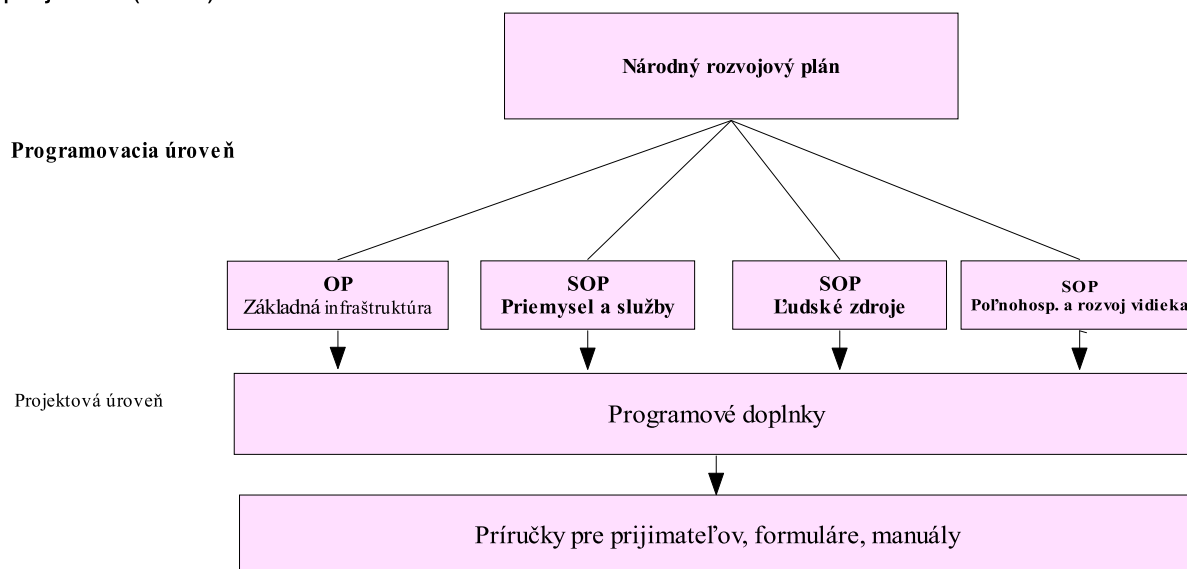 Národný rozvojový plán
Programovacia úroveň
OP
Základná infraštruktúra
SOP
Priemysel a služby
SOP
Ľudské zdroje
SOP
Poľnohosp. a rozvoj vidieka
Projektová úroveň
Programové doplnky
Príručky pre prijimateľov, formuláre, manuály